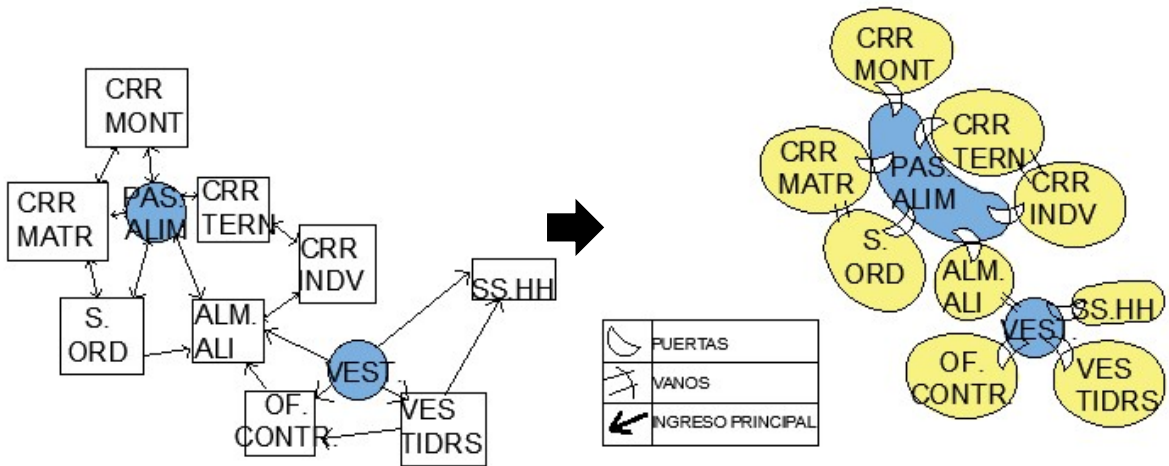 CRR
MONT
CRR
MATR
PAS.
ALIM
CRR
TERN
CRR
INDV
S.
ORD
ALM.
ALI
SS.HH
VEST
OF.
CONTR.
VES
TIDRS
PUERTAS
VANOS
INGRESO PRINCIPAL
CRR
MONT
CRR
TERN
CRR
MATR
PAS.
ALIM
CRR
INDV
S.
ORD
ALM.
ALI
SS.HH
VEST
OF.
CONTR.
VES
TIDRS